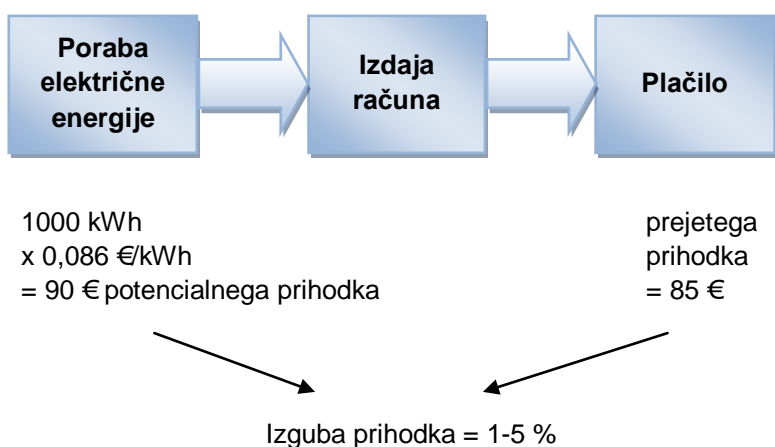 Poraba
električne
energije
Izdaja
računa
Plačilo
1000 kWh
x 0,086 €/kWh
= 90 € potencialnega prihodka
prejetega
prihodka
= 85 €
Izguba prihodka = 1-5 %